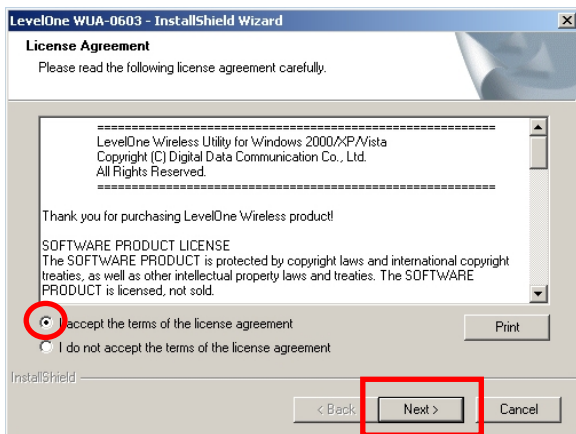 LevelOne WUA-0603 - InstallShield Wizard
License Agreement
Please read the following license agreement carefully.
==========================================================
LevelOne Wireless Utility for Windows 2000/XP/Vista
Copyright (C) Digital Data Communication Co., Ltd.
All Rights Reserved.
==========================================================
Thank you for purchasing LevelOne Wireless product!
SOFTWARE PRODUCT LICENSE
The SOFTWARE PRODUCT is protected by copyright laws and international copyright
treaties, as well as other intellectual property laws and treaties. The SOFTWARE
PRODUCT is licensed, not sold.
I accept the terms of the license agreement
Print
I do not accept the terms of the license agreement
InstallShield
< Back
Next >
Cancel